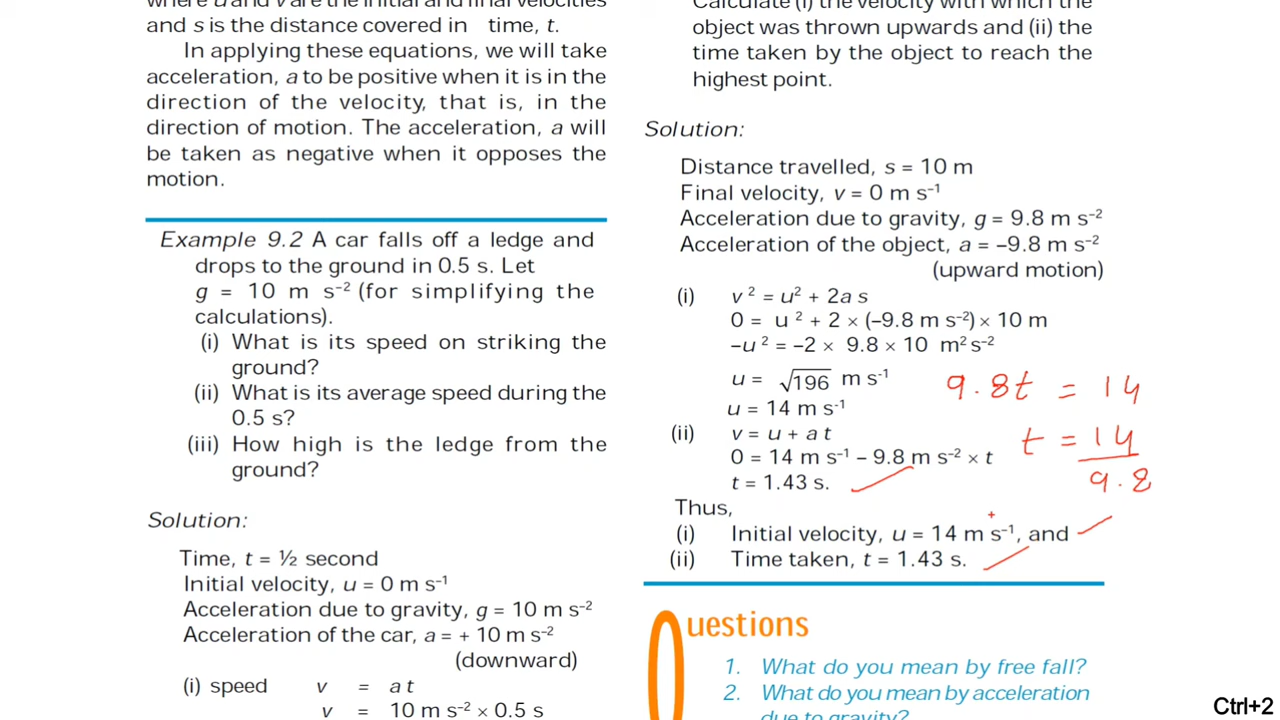 where u and v are the initial and final velocities
and s is the distance covered in time, t.
In applying these equations, we will take
acceleration, a to be positive when it is in the
direction of the velocity, that is, in the
direction of motion. The acceleration, a will
be taken as negative when it opposes the
motion.
Example 9.2 A car falls off a ledge and
drops to the ground in 0.5 s. Let
g = 10 m s⁻² (for simplifying the
calculations).
(i) What is its speed on striking the
ground?
(ii) What is its average speed during the
0.5 s?
(iii) How high is the ledge from the
ground?
Solution:
Time, t = ½ second
Initial velocity, u = 0 m s⁻¹
Acceleration due to gravity, g = 10 m s⁻²
Acceleration of the car, a = + 10 m s⁻²
(downward)
(i) speed v = a t
v = 10 m s⁻² × 0.5 s
Calculate (i) the velocity with which the
object was thrown upwards and (ii) the
time taken by the object to reach the
highest point.
Solution:
Distance travelled, s = 10 m
Final velocity, v = 0 m s⁻¹
Acceleration due to gravity, g = 9.8 m s⁻²
Acceleration of the object, a = –9.8 m s⁻²
(upward motion)
(i) v ² = u² + 2a s
0 = u ² + 2 × (–9.8 m s⁻²) × 10 m
–u ² = –2 × 9.8 × 10 m² s⁻²
u = √196 m s⁻¹
u = 14 m s⁻¹
(ii) v = u + a t
0 = 14 m s⁻¹ – 9.8 m s⁻² × t
t = 1.43 s.
9.8t = 14
t = 14
9.8
Thus,
(i) Initial velocity, u = 14 m s⁻¹, and
(ii) Time taken, t = 1.43 s.
Questions
1. What do you mean by free fall?
2. What do you mean by acceleration
due to gravity?
Ctrl+2